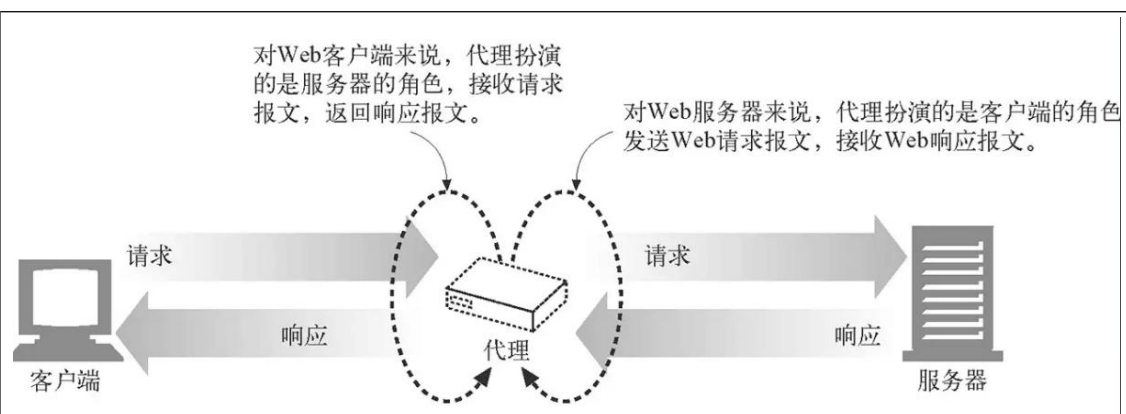 对Web客户端来说，代理扮演
的是服务器的角色，接收请求
报文，返回响应报文。
对Web服务器来说，代理扮演的是客户端的角色
发送Web请求报文，接收Web响应报文。
请求
请求
响应
响应
代理
客户端
服务器